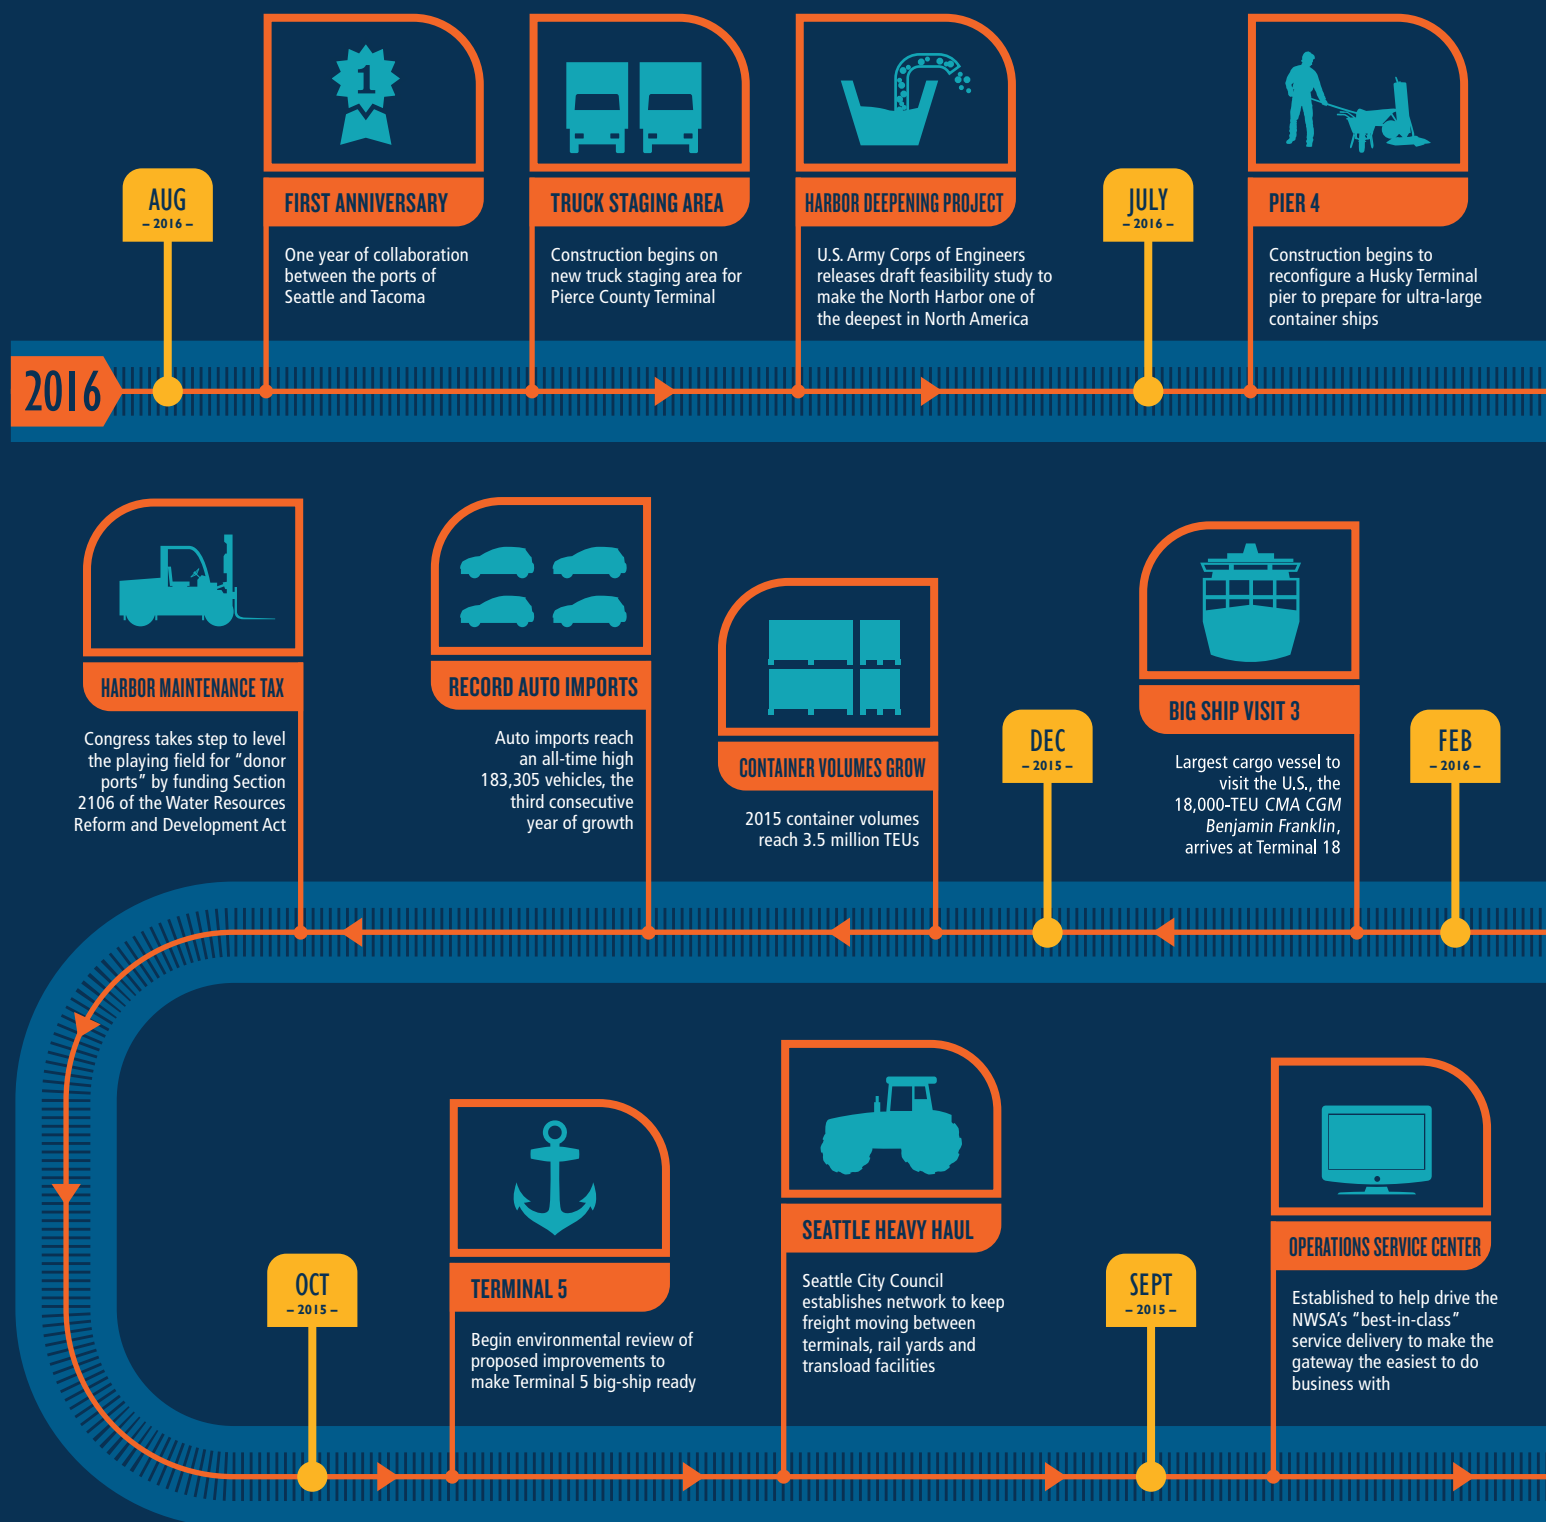 1
AUG
– 2016 –
FIRST ANNIVERSARY
One year of collaboration
between the ports of
Seattle and Tacoma
TRUCK STAGING AREA
Construction begins on
new truck staging area for
Pierce County Terminal
HARBOR DEEPENING PROJECT
U.S. Army Corps of Engineers
releases draft feasibility study to
make the North Harbor one of
the deepest in North America
JULY
– 2016 –
PIER 4
Construction begins to
reconfigure a Husky Terminal
pier to prepare for ultra-large
container ships
2016
HARBOR MAINTENANCE TAX
Congress takes step to level
the playing field for “donor
ports” by funding Section
2106 of the Water Resources
Reform and Development Act
RECORD AUTO IMPORTS
Auto imports reach
an all-time high
183,305 vehicles, the
third consecutive
year of growth
CONTAINER VOLUMES GROW
2015 container volumes
reach 3.5 million TEUs
DEC
– 2015 –
BIG SHIP VISIT 3
Largest cargo vessel to
visit the U.S., the
18,000-TEU CMA CGM
Benjamin Franklin,
arrives at Terminal 18
FEB
– 2016 –
OCT
– 2015 –
TERMINAL 5
Begin environmental review of
proposed improvements to
make Terminal 5 big-ship ready
SEATTLE HEAVY HAUL
Seattle City Council
establishes network to keep
freight moving between
terminals, rail yards and
transload facilities
SEPT
– 2015 –
OPERATIONS SERVICE CENTER
Established to help drive the
NWSA’s “best-in-class”
service delivery to make the
gateway the easiest to do
business with